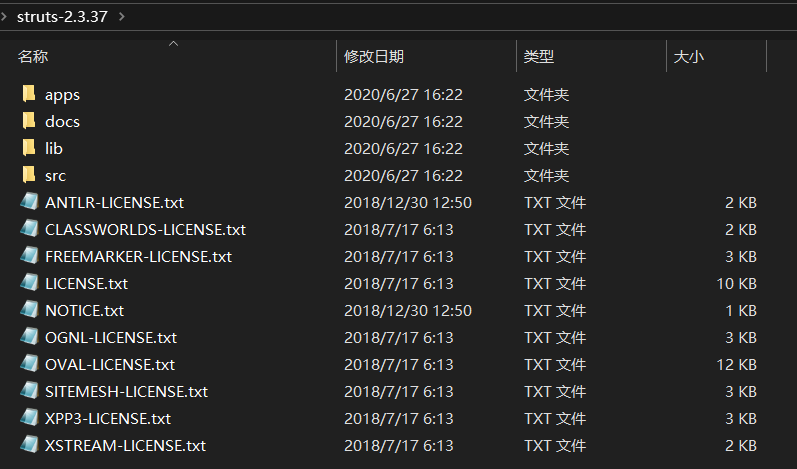 struts-2.3.37
名称 修改日期 类型 大小
apps 2020/6/27 16:22 文件夹
docs 2020/6/27 16:22 文件夹
lib 2020/6/27 16:22 文件夹
src 2020/6/27 16:22 文件夹
ANTLR-LICENSE.txt 2018/12/30 12:50 TXT 文件 2 KB
CLASSWORLDS-LICENSE.txt 2018/7/17 6:13 TXT 文件 2 KB
FREEMARKER-LICENSE.txt 2018/7/17 6:13 TXT 文件 3 KB
LICENSE.txt 2018/7/17 6:13 TXT 文件 10 KB
NOTICE.txt 2018/12/30 12:50 TXT 文件 1 KB
OGNL-LICENSE.txt 2018/7/17 6:13 TXT 文件 3 KB
OVAL-LICENSE.txt 2018/7/17 6:13 TXT 文件 12 KB
SITEMESH-LICENSE.txt 2018/7/17 6:13 TXT 文件 3 KB
XPP3-LICENSE.txt 2018/7/17 6:13 TXT 文件 3 KB
XSTREAM-LICENSE.txt 2018/7/17 6:13 TXT 文件 2 KB